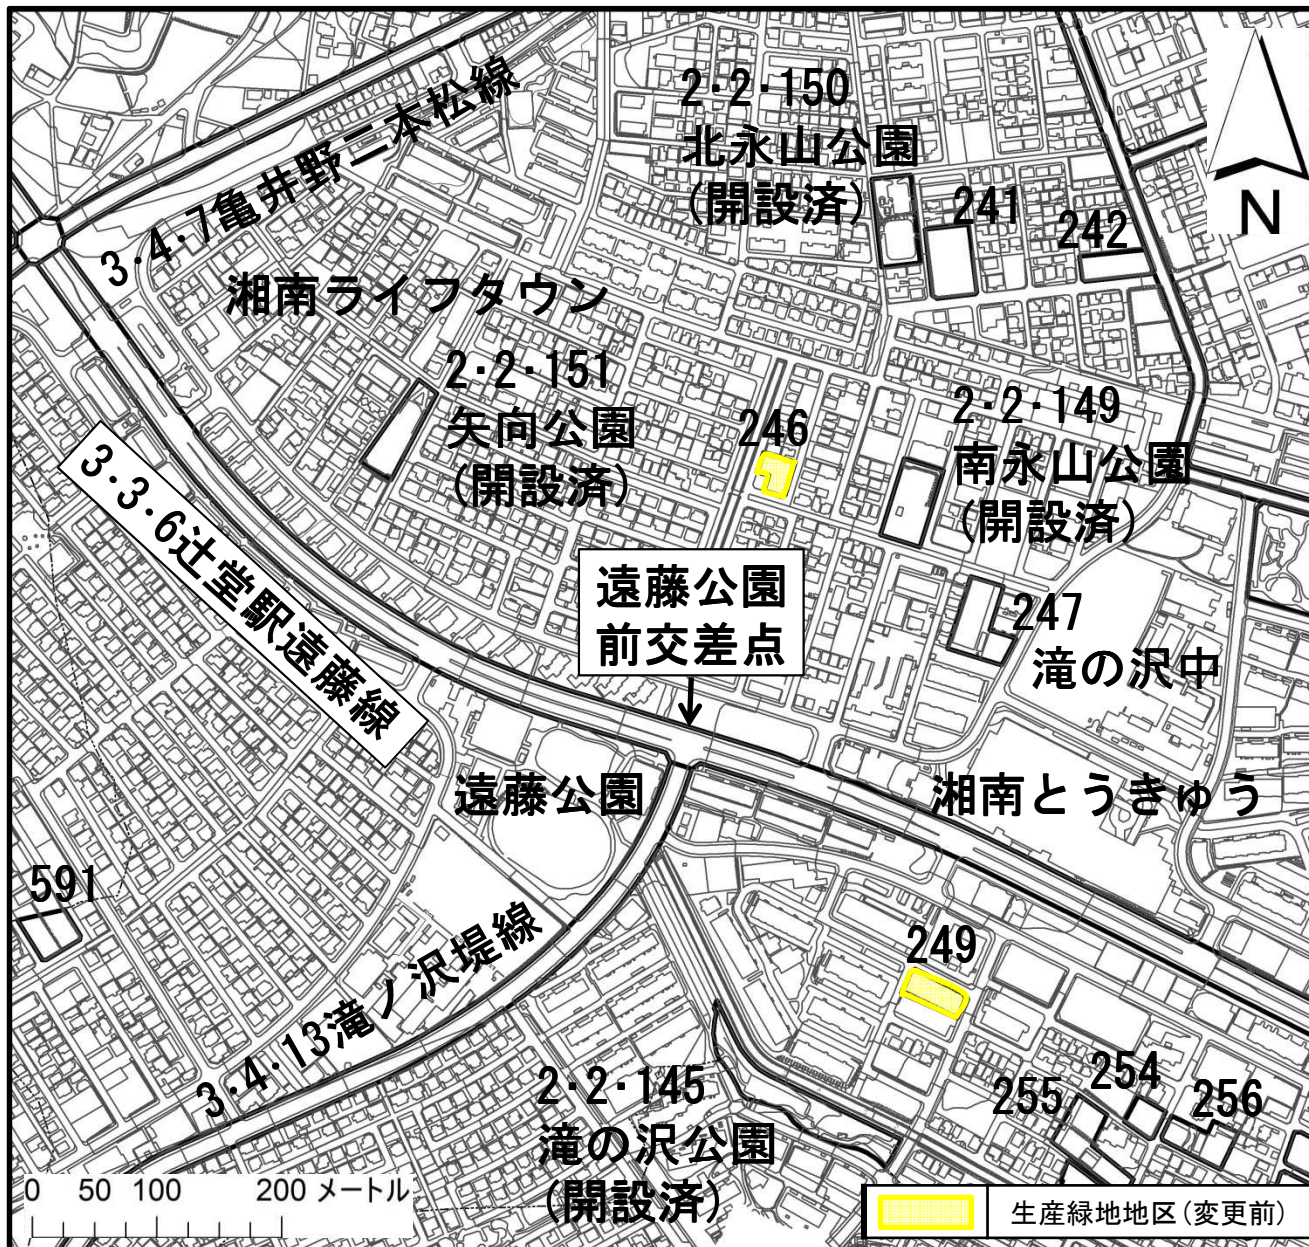 3・4・7亀井野二本松線
2・2・150
北永山公園
(開設済)
241
242
N
湘南ライフタウン
2・2・151
矢向公園
(開設済)
246
2・2・149
南永山公園
(開設済)
3・3・6辻堂駅遠藤線
遠藤公園
前交差点
247
滝の沢中
遠藤公園
湘南とうきゅう
591
3・4・13滝ノ沢堤線
249
2・2・145
滝の沢公園
(開設済)
255
254
256
0 50 100 200 メートル
生産緑地地区(変更前)